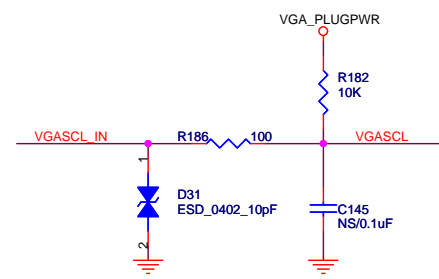 VGA_PLUGPWR
R182
10K
VGASCL_IN
R186
100
VGASCL
1
D31
ESD_0402_10pF
2
C145
NS/0.1uF